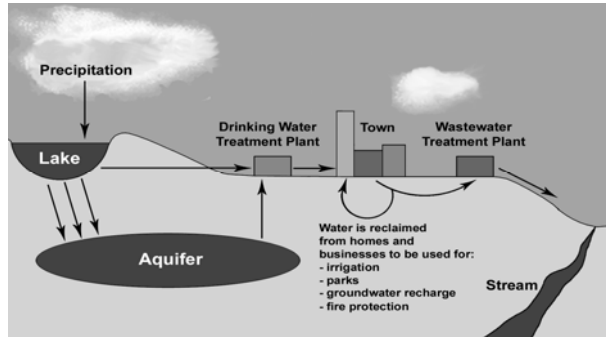 Precipitation
Lake
Drinking Water
Treatment Plant
Town
Wastewater
Treatment Plant
Aquifer
Water is reclaimed
from homes and
businesses to be used for:
- irrigation
- parks
- groundwater recharge
- fire protection
Stream